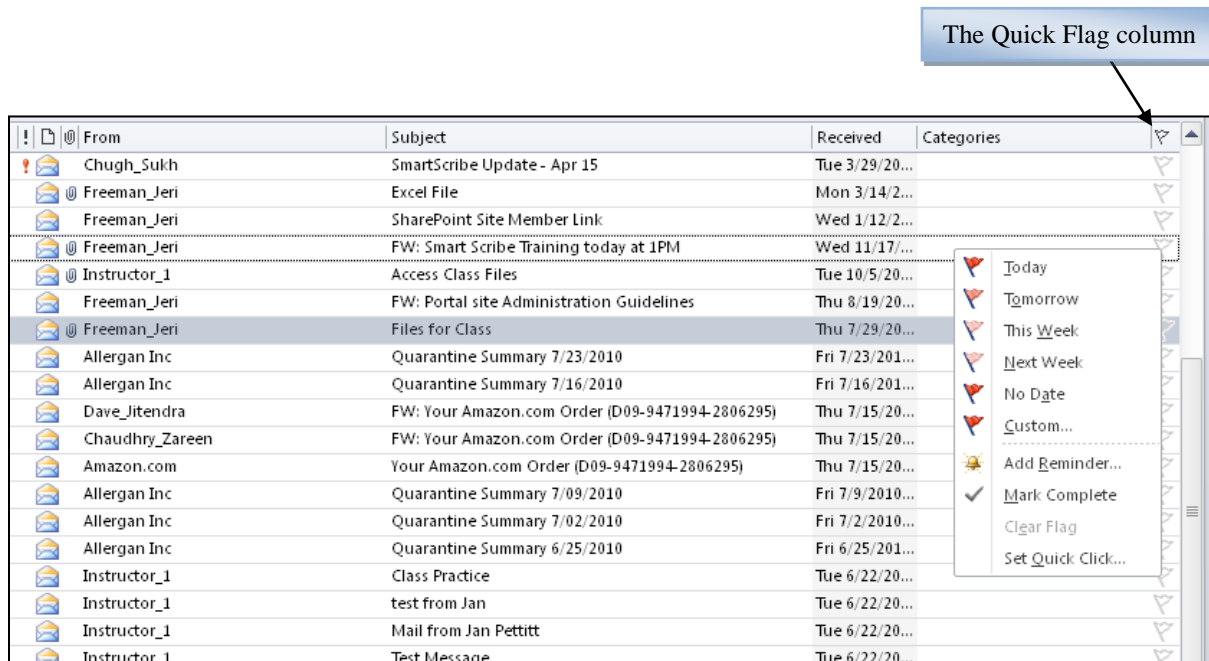 The Quick Flag column
! From Subject Received Categories
Chugh_Sukh SmartScribe Update - Apr 15 Tue 3/29/20...
Freeman_Jeri Excel File Mon 3/14/2...
Freeman_Jeri SharePoint Site Member Link Wed 1/12/2...
Freeman_Jeri FW: Smart Scribe Training today at 1PM Wed 11/17/...
Instructor_1 Access Class Files Tue 10/5/20...
Freeman_Jeri FW: Portal site Administration Guidelines Thu 8/19/20...
Freeman_Jeri Files for Class Thu 7/29/20...
Allergan Inc Quarantine Summary 7/23/2010 Fri 7/23/201...
Allergan Inc Quarantine Summary 7/16/2010 Fri 7/16/201...
Dave_Jitendra FW: Your Amazon.com Order (D09-9471994-2806295) Thu 7/15/20...
Chaudhry_Zareen FW: Your Amazon.com Order (D09-9471994-2806295) Thu 7/15/20...
Amazon.com Your Amazon.com Order (D09-9471994-2806295) Thu 7/15/20...
Allergan Inc Quarantine Summary 7/09/2010 Fri 7/9/2010...
Allergan Inc Quarantine Summary 7/02/2010 Fri 7/2/2010...
Allergan Inc Quarantine Summary 6/25/2010 Fri 6/25/201...
Instructor_1 Class Practice Tue 6/22/20...
Instructor_1 test from Jan Tue 6/22/20...
Instructor_1 Mail from Jan Pettitt Tue 6/22/20...
Instructor_1 Test Message Tue 6/22/20...
Today
Tomorrow
This Week
Next Week
No Date
Custom...
Add Reminder...
Mark Complete
Clear Flag
Set Quick Click...